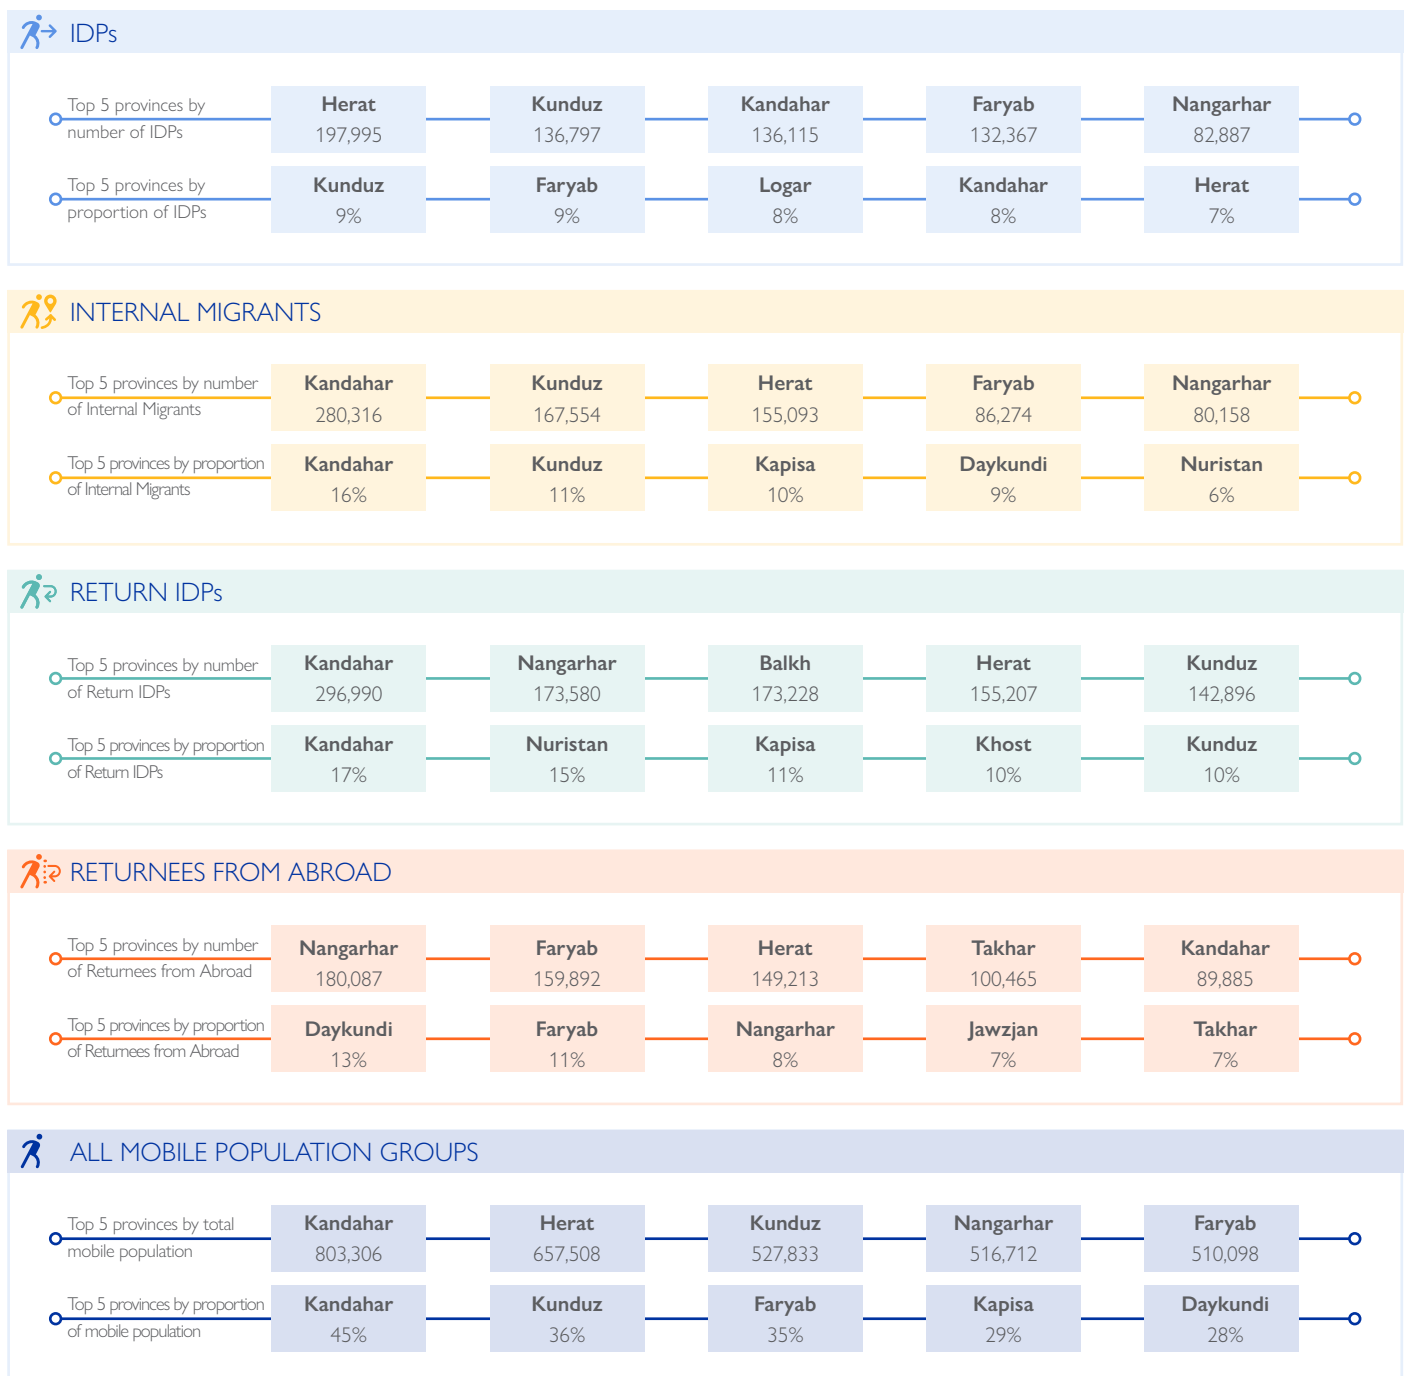 IDPs
Top 5 provinces by
number of IDPs
Herat
197,995
Kunduz
136,797
Kandahar
136,115
Faryab
132,367
Nangarhar
82,887
Top 5 provinces by
proportion of IDPs
Kunduz
9%
Faryab
9%
Logar
8%
Kandahar
8%
Herat
7%
INTERNAL MIGRANTS
Top 5 provinces by number
of Internal Migrants
Kandahar
280,316
Kunduz
167,554
Herat
155,093
Faryab
86,274
Nangarhar
80,158
Top 5 provinces by proportion
of Internal Migrants
Kandahar
16%
Kunduz
11%
Kapisa
10%
Daykundi
9%
Nuristan
6%
RETURN IDPs
Top 5 provinces by number
of Return IDPs
Kandahar
296,990
Nangarhar
173,580
Balkh
173,228
Herat
155,207
Kunduz
142,896
Top 5 provinces by proportion
of Return IDPs
Kandahar
17%
Nuristan
15%
Kapisa
11%
Khost
10%
Kunduz
10%
RETURNEES FROM ABROAD
Top 5 provinces by number
of Returnees from Abroad
Nangarhar
180,087
Faryab
159,892
Herat
149,213
Takhar
100,465
Kandahar
89,885
Top 5 provinces by proportion
of Returnees from Abroad
Daykundi
13%
Faryab
11%
Nangarhar
8%
Jawzjan
7%
Takhar
7%
ALL MOBILE POPULATION GROUPS
Top 5 provinces by total
mobile population
Kandahar
803,306
Herat
657,508
Kunduz
527,833
Nangarhar
516,712
Faryab
510,098
Top 5 provinces by proportion
of mobile population
Kandahar
45%
Kunduz
36%
Faryab
35%
Kapisa
29%
Daykundi
28%